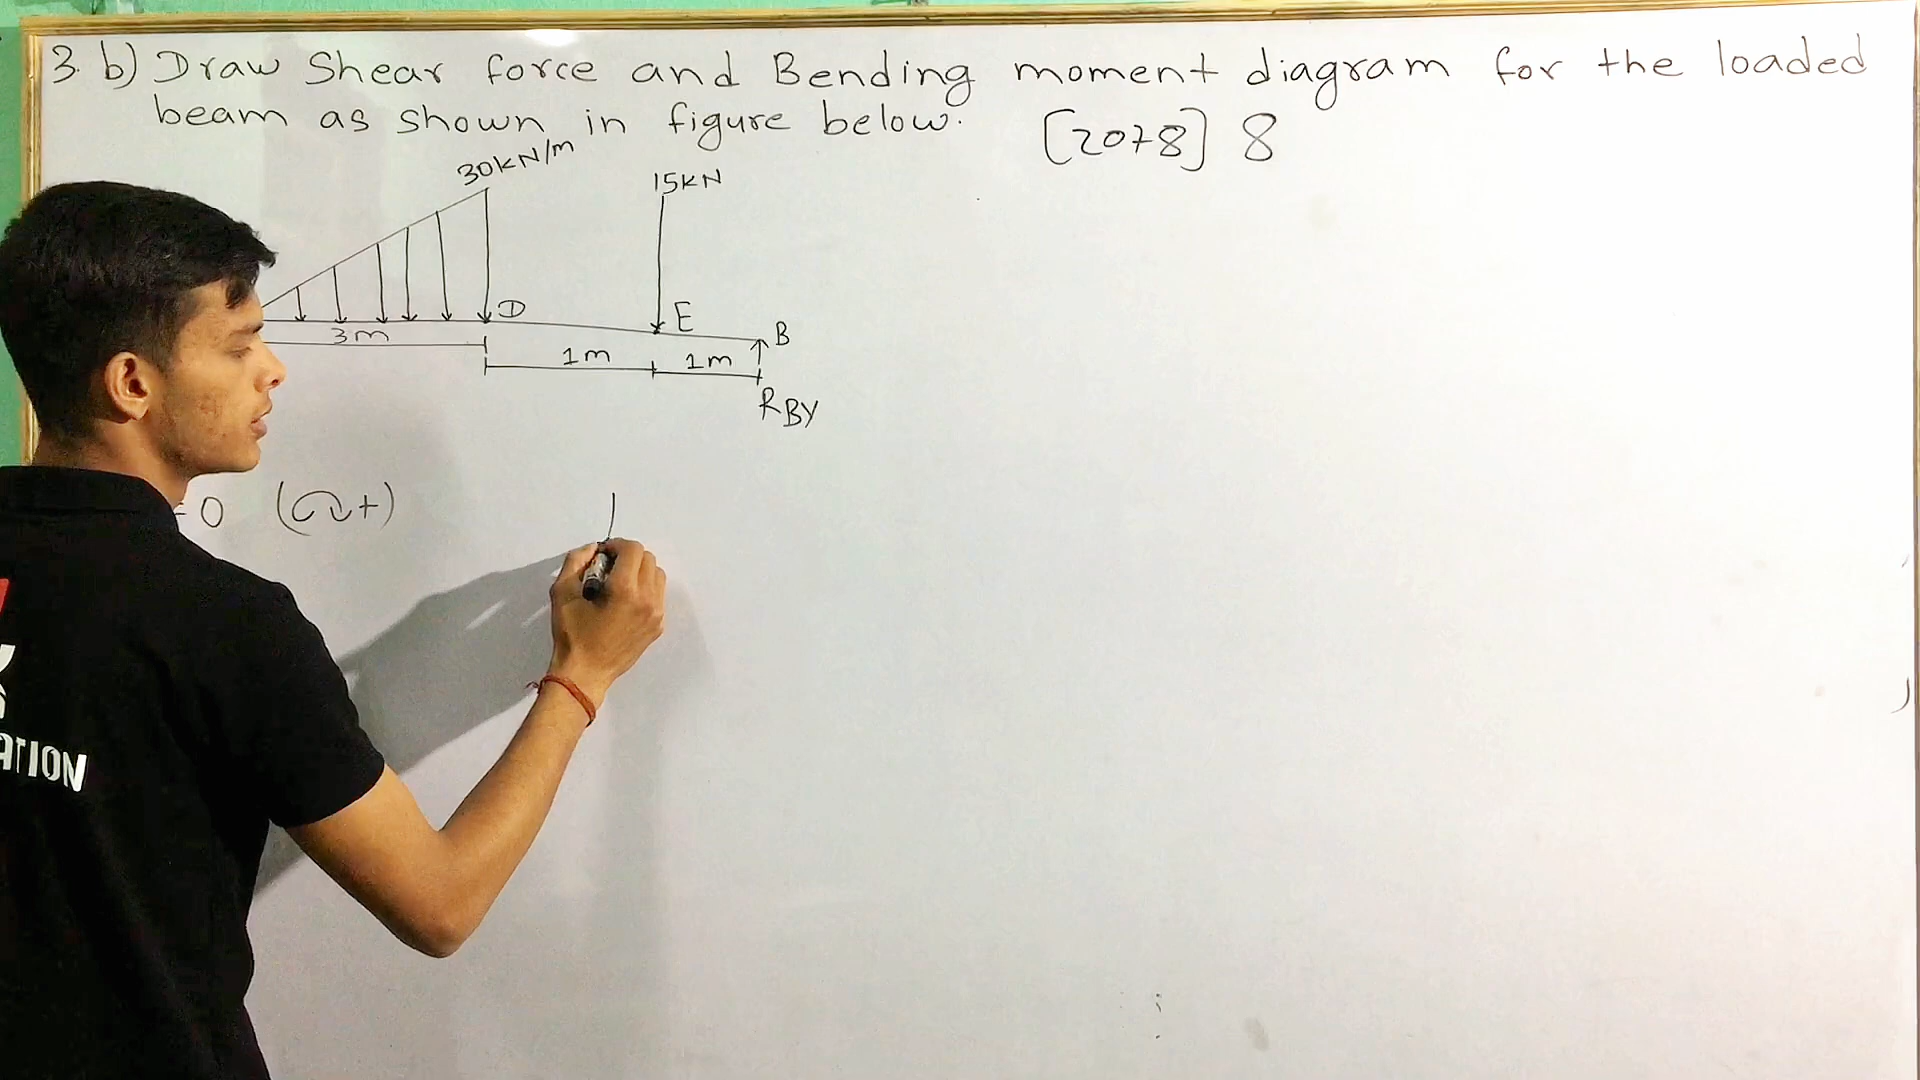 3. b) Draw Shear force and Bending moment diagram for the loaded
beam as shown in figure below. [2078] 8
30kN/m
15kN
D
E
B
3m
1m
1m
RBY
=0 (+)
ATION